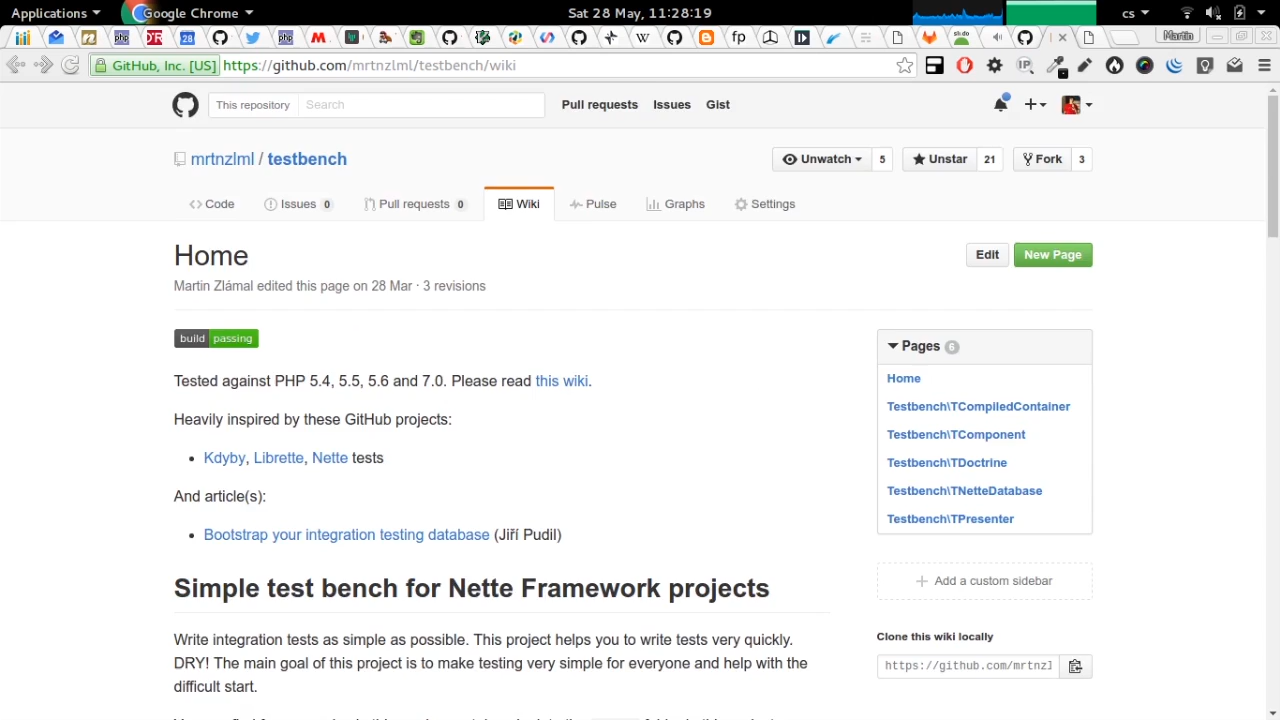 Applications
Google Chrome
Sat 28 May, 11:28:19
cs
Martin
GitHub, Inc. [US]
https://github.com/mrtnzlml/testbench/wiki
This repository
Search
Pull requests
Issues
Gist
mrtnzlml / testbench
Unwatch
5
Unstar
21
Fork
3
Code
Issues 0
Pull requests 0
Wiki
Pulse
Graphs
Settings
Home
Edit
New Page
Martin Zlámal edited this page on 28 Mar · 3 revisions
build passing
Tested against PHP 5.4, 5.5, 5.6 and 7.0. Please read this wiki.
Heavily inspired by these GitHub projects:
• Kdyby, Librette, Nette tests
And article(s):
• Bootstrap your integration testing database (Jiří Pudil)
Simple test bench for Nette Framework projects
Write integration tests as simple as possible. This project helps you to write tests very quickly.
DRY! The main goal of this project is to make testing very simple for everyone and help with the
difficult start.
Pages 6
Home
Testbench\TCompiledContainer
Testbench\TComponent
Testbench\TDoctrine
Testbench\TNetteDatabase
Testbench\TPresenter
Add a custom sidebar
Clone this wiki locally
https://github.com/mrtnzl